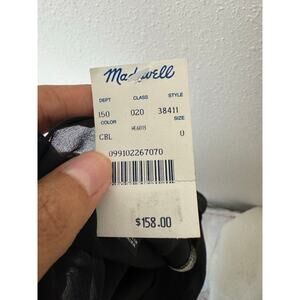 Madewell
DEPT CLASS STYLE
150 020 38411
COLOR SIZE
CBL 0
099102267070
$158.00